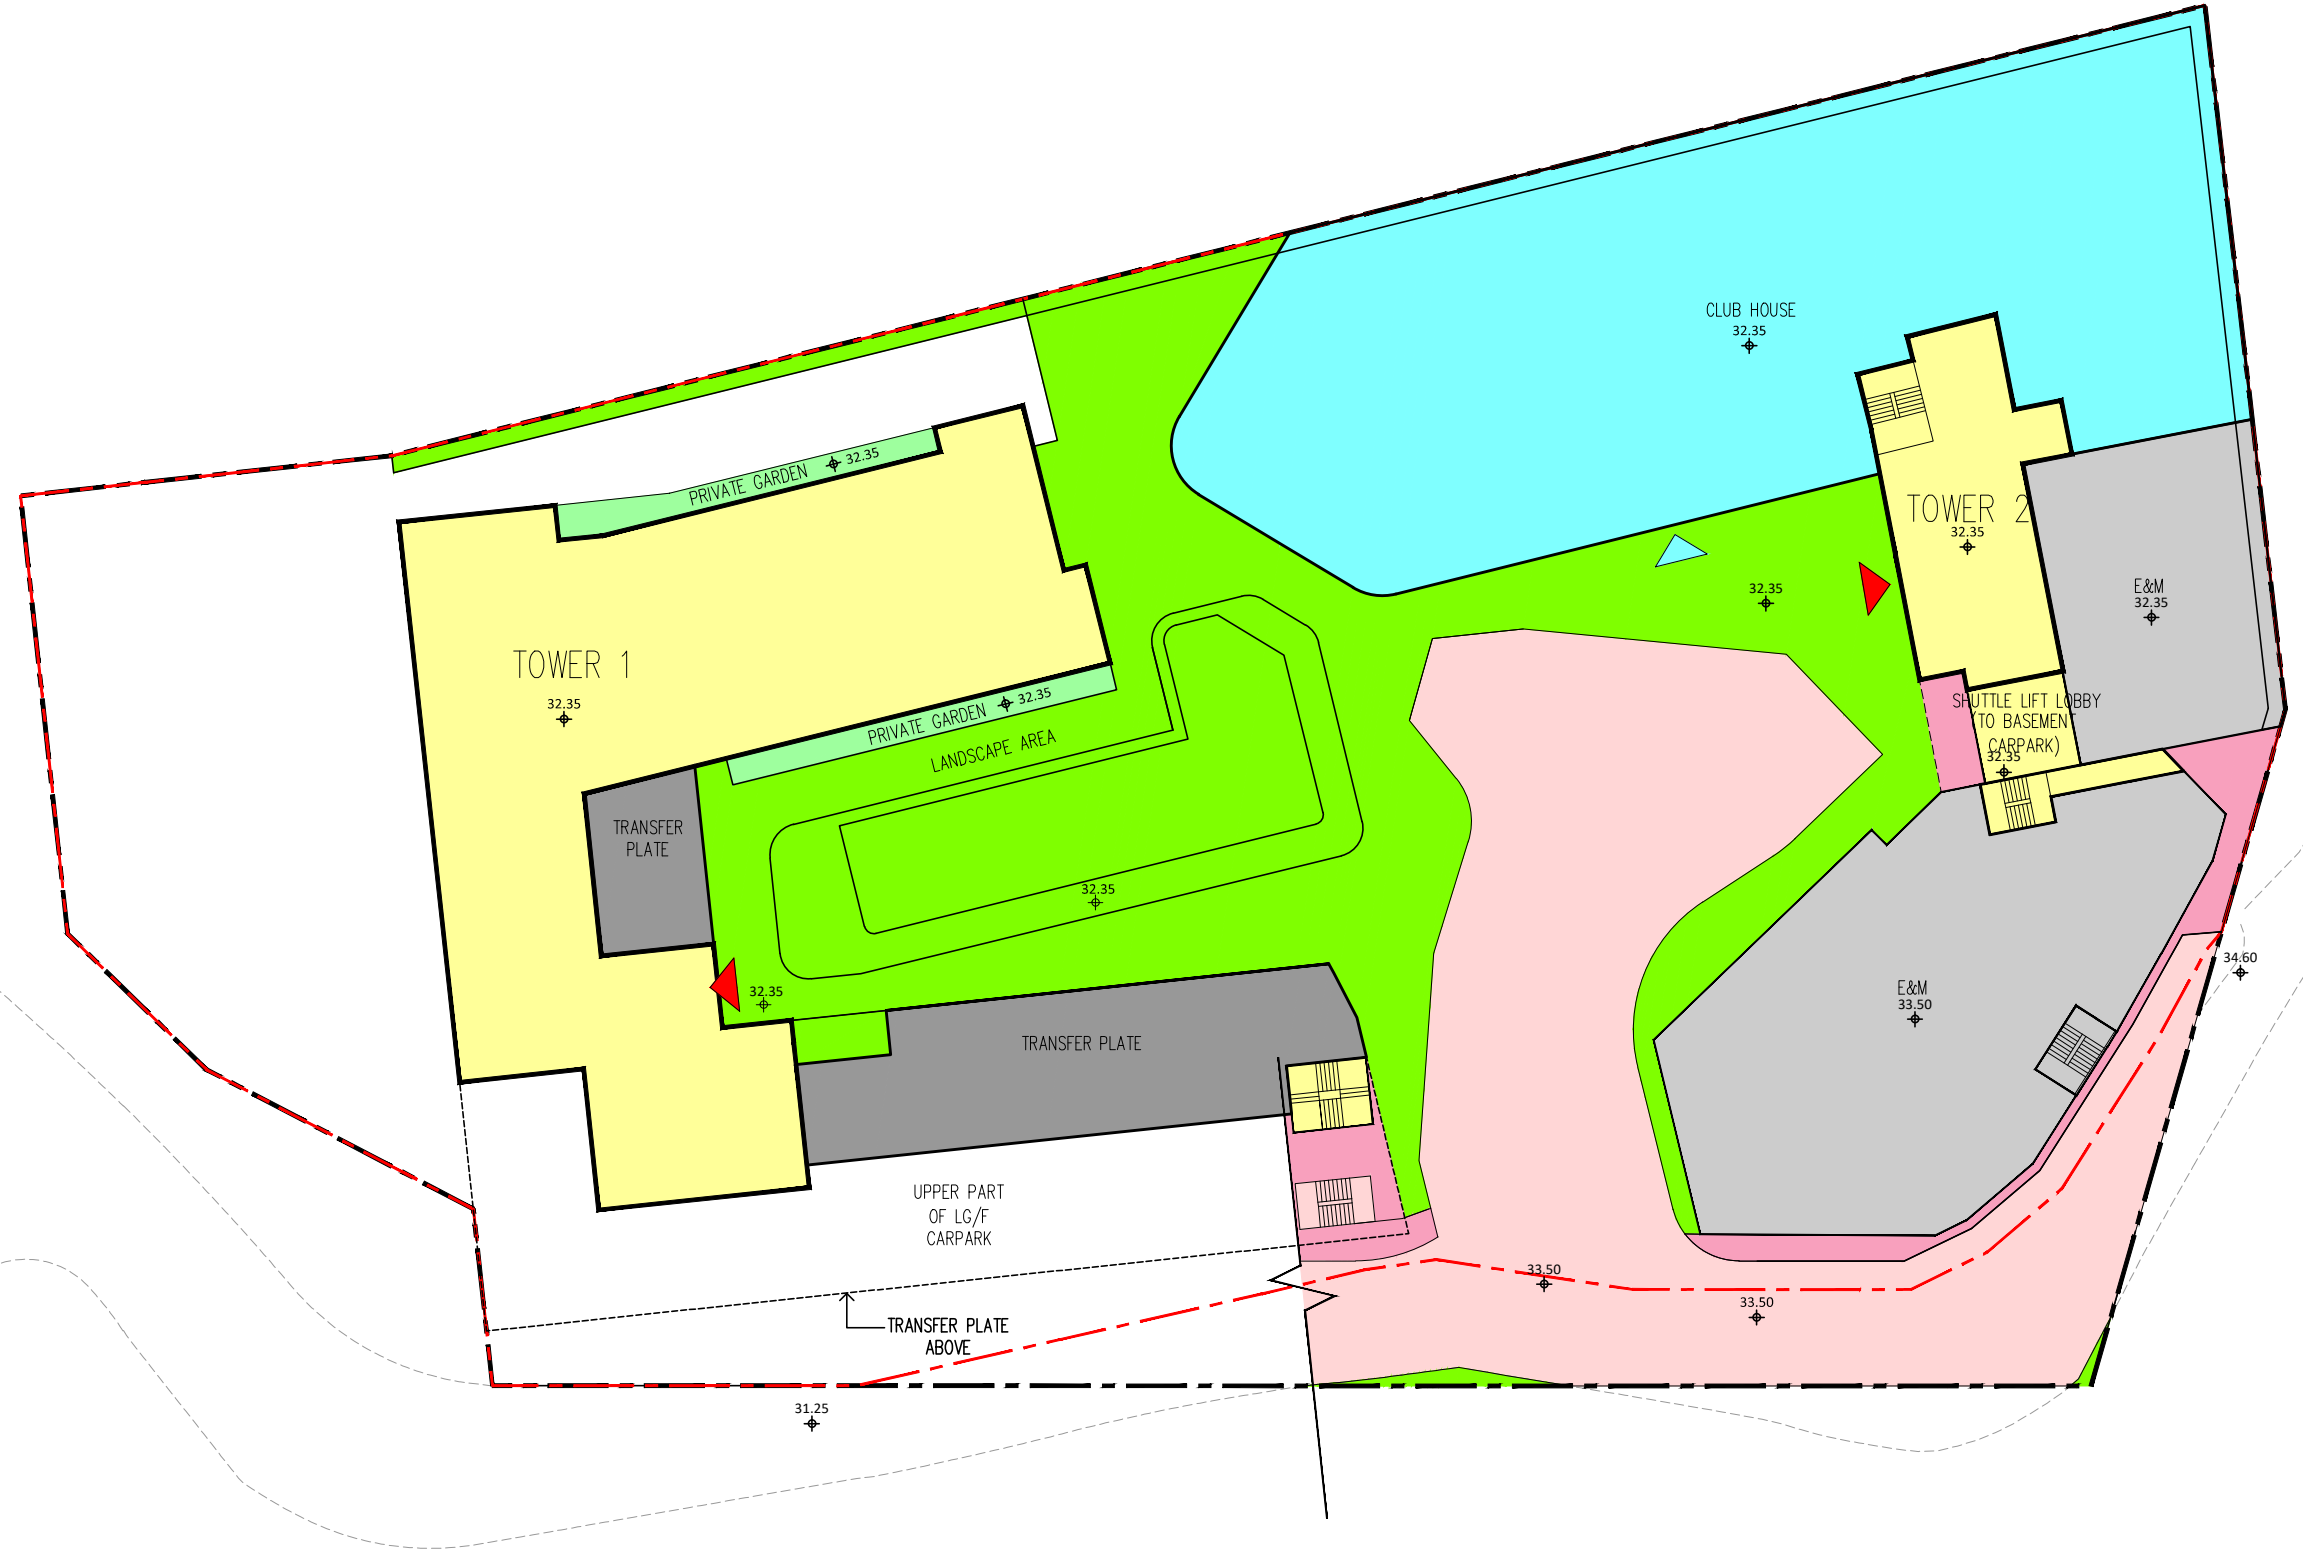 CLUB HOUSE
32.35
PRIVATE GARDEN 32.35
TOWER 2
32.35
E&M
32.35
32.35
TOWER 1
32.35
PRIVATE GARDEN 32.35
LANDSCAPE AREA
SHUTTLE LIFT LOBBY
(TO BASEMENT
CARPARK)
32.35
TRANSFER
PLATE
32.35
32.35
34.60
E&M
33.50
TRANSFER PLATE
UPPER PART
OF LG/F
CARPARK
33.50
33.50
TRANSFER PLATE
ABOVE
31.25